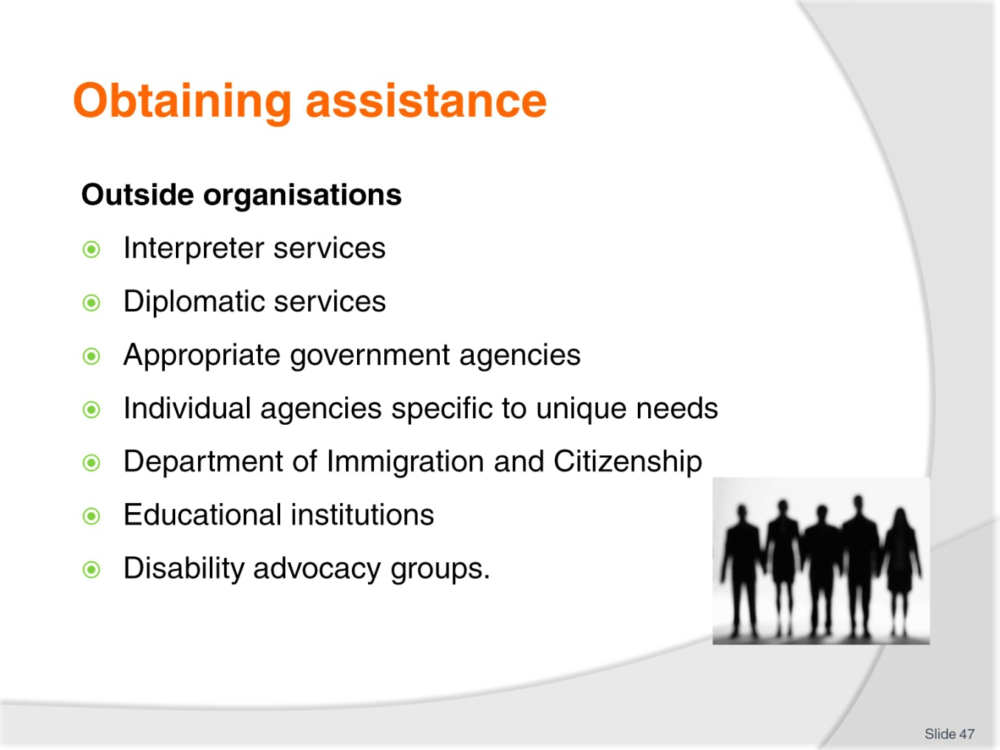 Obtaining assistance
Outside organisations
Interpreter services
Diplomatic services
Appropriate government agencies
Individual agencies specific to unique needs
Department of Immigration and Citizenship
Educational institutions
Disability advocacy groups.
Slide 47